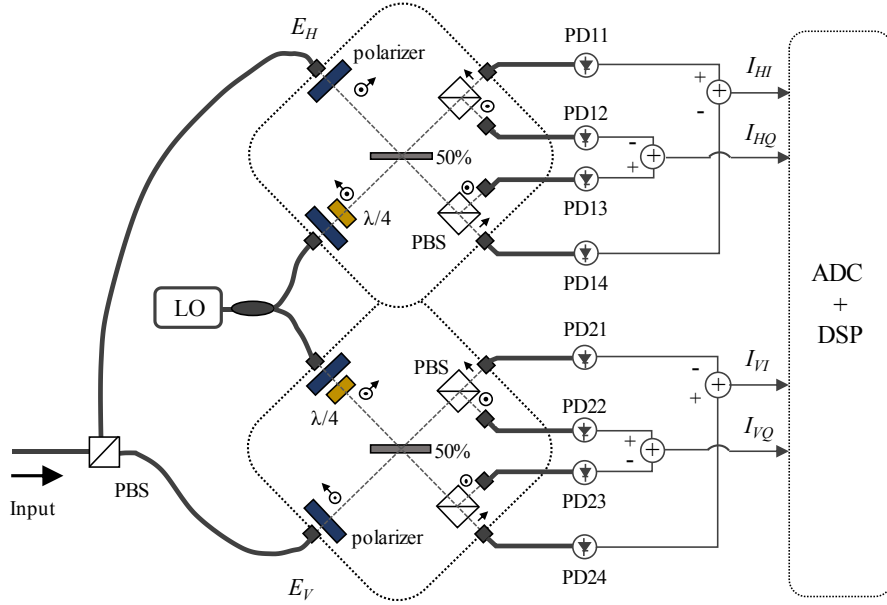 E_H
polarizer
PD11
+
-
+
I_HI
PD12
-
+
+
I_HQ
50%
PD13
λ/4
PBS
PD14
LO
ADC
+
DSP
PD21
PBS
-
+
+
I_VI
λ/4
PD22
+
-
+
I_VQ
50%
PD23
Input
PBS
polarizer
PD24
E_V